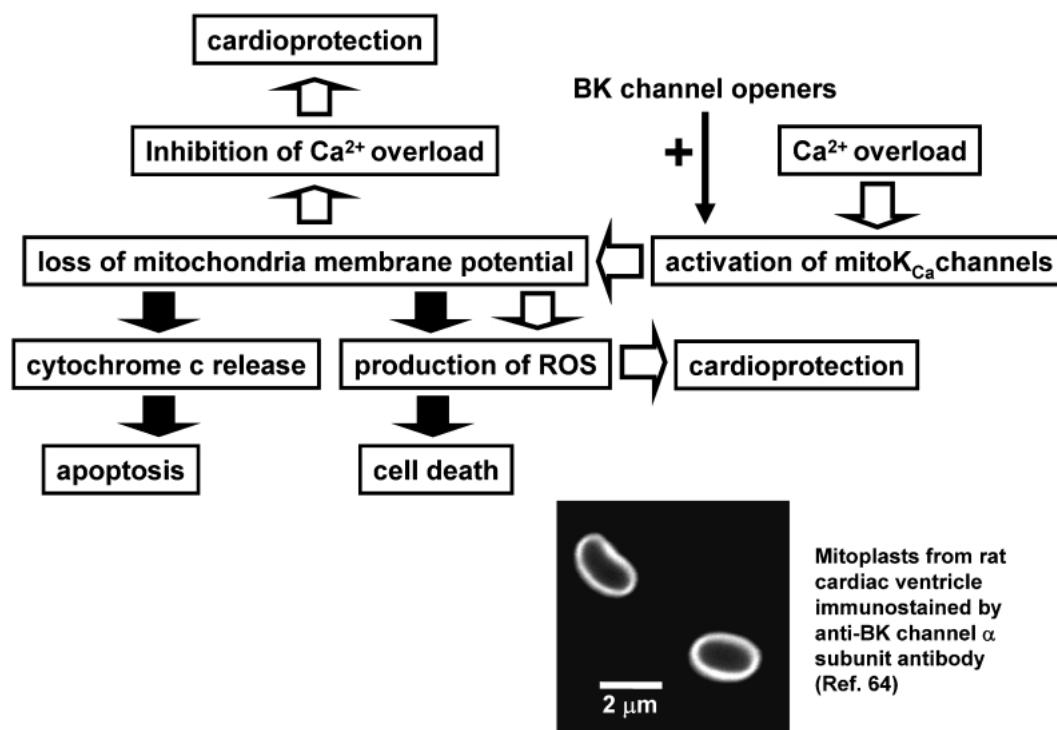 cardioprotection
BK channel openers
Inhibition of Ca²⁺ overload
+
Ca²⁺ overload
loss of mitochondria membrane potential
activation of mitoK_Ca channels
cytochrome c release
production of ROS
cardioprotection
apoptosis
cell death
Mitoplasts from rat
cardiac ventricle
immunostained by
anti-BK channel α
subunit antibody
(Ref. 64)
2 μm